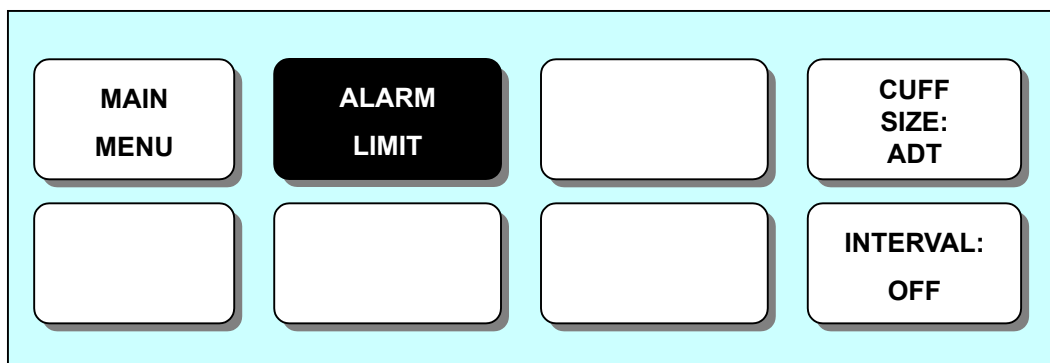 MAIN
MENU
ALARM
LIMIT
CUFF
SIZE:
ADT
INTERVAL:
OFF